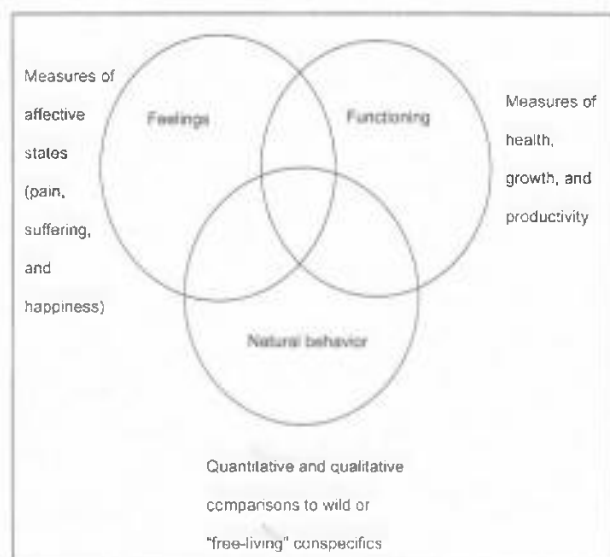 Measures of
affective
states
(pain,
suffering,
and
happiness)
Feelings
Functioning
Measures of
health,
growth, and
productivity
Natural behavior
Quantitative and qualitative
comparisons to wild or
"free-living" conspecifics